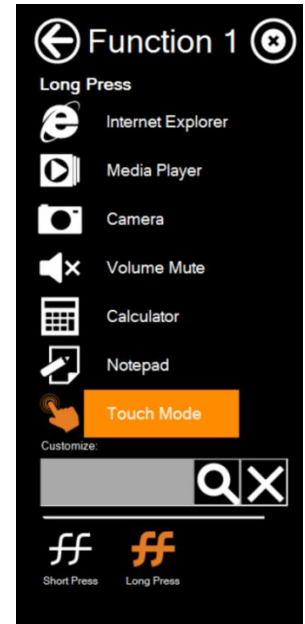 Function 1
Long Press
Internet Explorer
Media Player
Camera
Volume Mute
Calculator
Notepad
Touch Mode
Customize:
Short Press
Long Press